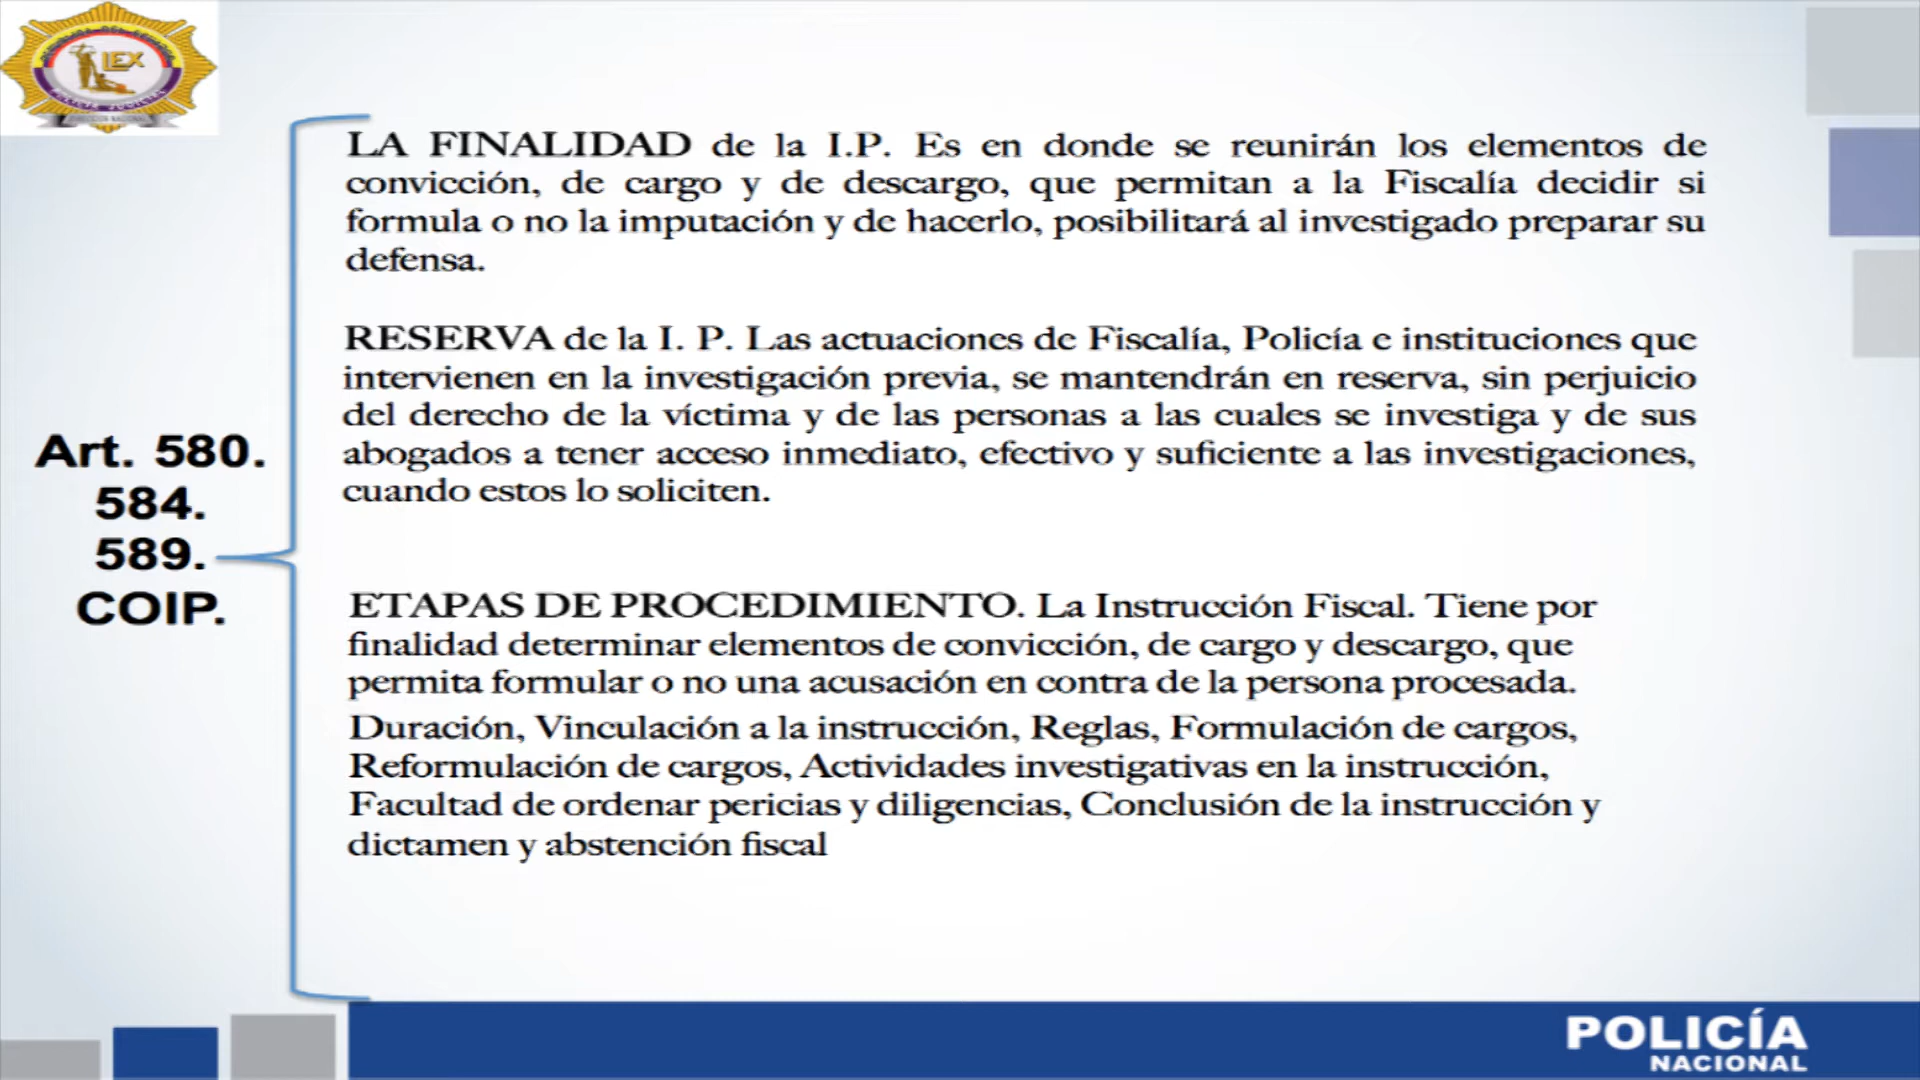 LEX
POLICIA JUDICIAL
DIRECCION NACIONAL
LA FINALIDAD de la I.P. Es en donde se reunirán los elementos de
convicción, de cargo y de descargo, que permitan a la Fiscalía decidir si
formula o no la imputación y de hacerlo, posibilitará al investigado preparar su
defensa.
RESERVA de la I. P. Las actuaciones de Fiscalía, Policía e instituciones que
intervienen en la investigación previa, se mantendrán en reserva, sin perjuicio
del derecho de la víctima y de las personas a las cuales se investiga y de sus
abogados a tener acceso inmediato, efectivo y suficiente a las investigaciones,
cuando estos lo soliciten.
Art. 580.
584.
589.
COIP.
ETAPAS DE PROCEDIMIENTO. La Instrucción Fiscal. Tiene por
finalidad determinar elementos de convicción, de cargo y descargo, que
permita formular o no una acusación en contra de la persona procesada.
Duración, Vinculación a la instrucción, Reglas, Formulación de cargos,
Reformulación de cargos, Actividades investigativas en la instrucción,
Facultad de ordenar pericias y diligencias, Conclusión de la instrucción y
dictamen y abstención fiscal
POLICÍA
NACIONAL